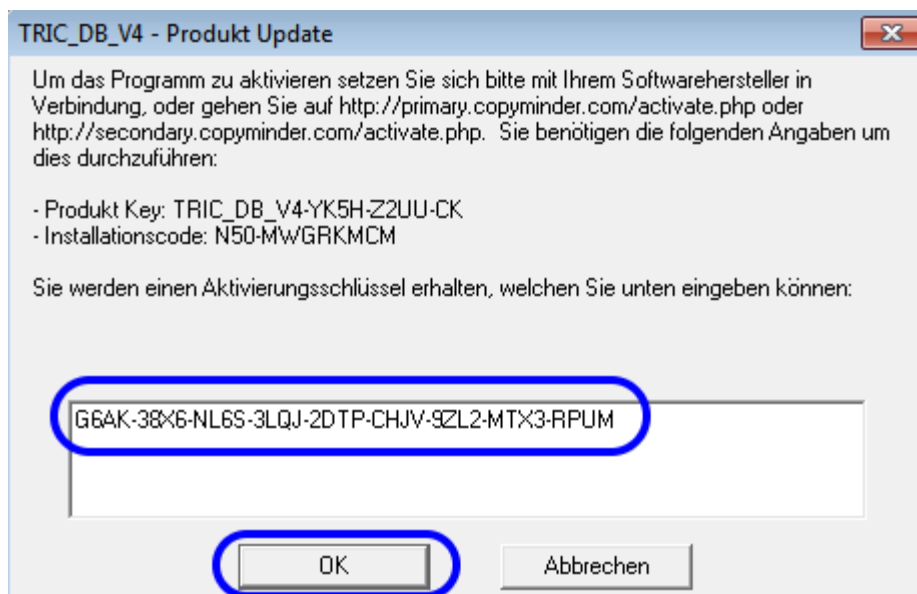 TRIC_DB_V4 - Produkt Update
Um das Programm zu aktivieren setzen Sie sich bitte mit Ihrem Softwarehersteller in
Verbindung, oder gehen Sie auf http://primary.copyminder.com/activate.php oder
http://secondary.copyminder.com/activate.php.  Sie benötigen die folgenden Angaben um
dies durchzuführen:
- Produkt Key: TRIC_DB_V4-YK5H-Z2UU-CK
- Installationscode: N50-MWGRKMCM
Sie werden einen Aktivierungsschlüssel erhalten, welchen Sie unten eingeben können:
G6AK-38X6-NL6S-3LQJ-2DTP-CHJV-9ZL2-MTX3-RPUM
OK
Abbrechen